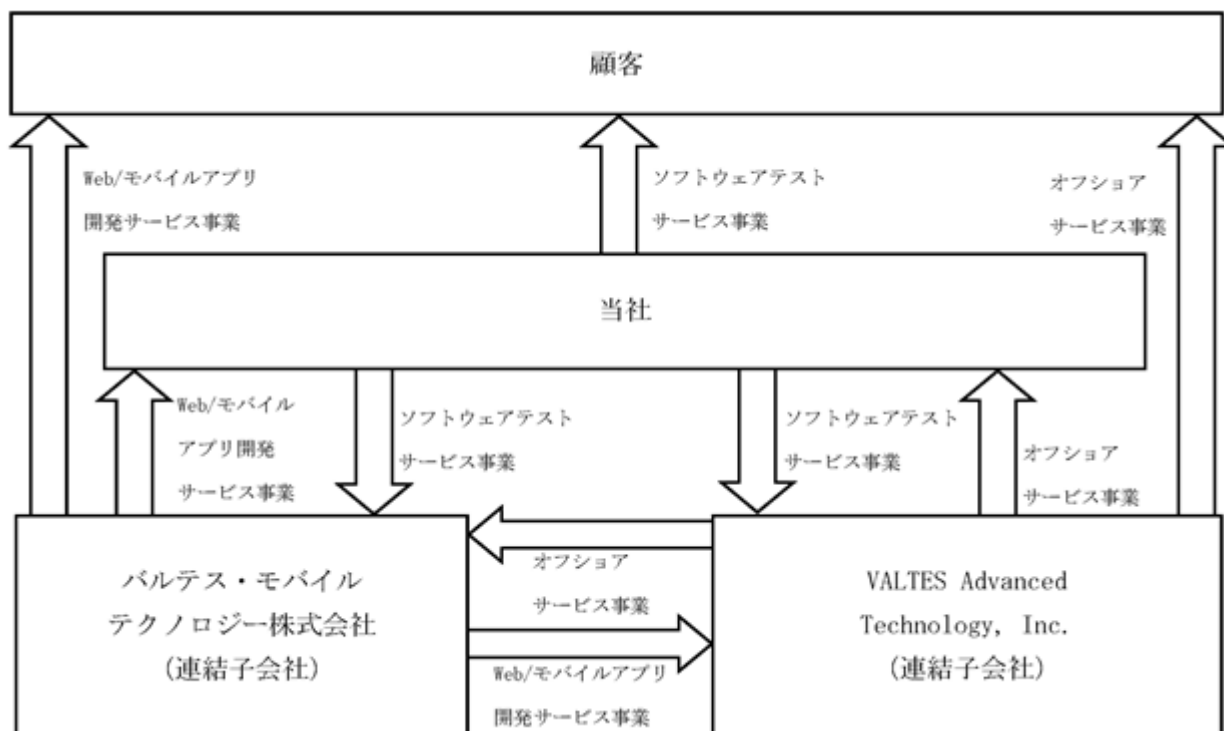 顧客
Web/モバイルアプリ
開発サービス事業
ソフトウェアテスト
サービス事業
オフショア
サービス事業
当社
Web/モバイル
アプリ開発
サービス事業
ソフトウェアテスト
サービス事業
ソフトウェアテスト
サービス事業
オフショア
サービス事業
バルテス・モバイル
テクノロジー株式会社
(連結子会社)
オフショア
サービス事業
Web/モバイルアプリ
開発サービス事業
VALTES Advanced
Technology, Inc.
(連結子会社)